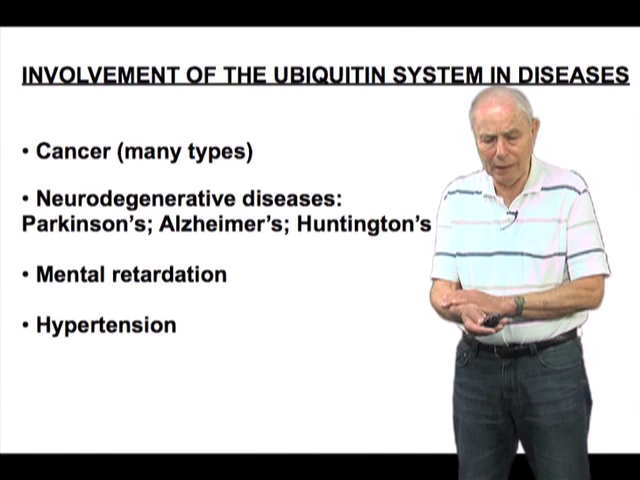 INVOLVEMENT OF THE UBIQUITIN SYSTEM IN DISEASES
• Cancer (many types)
• Neurodegenerative diseases:
Parkinson's; Alzheimer's; Huntington's
• Mental retardation
• Hypertension